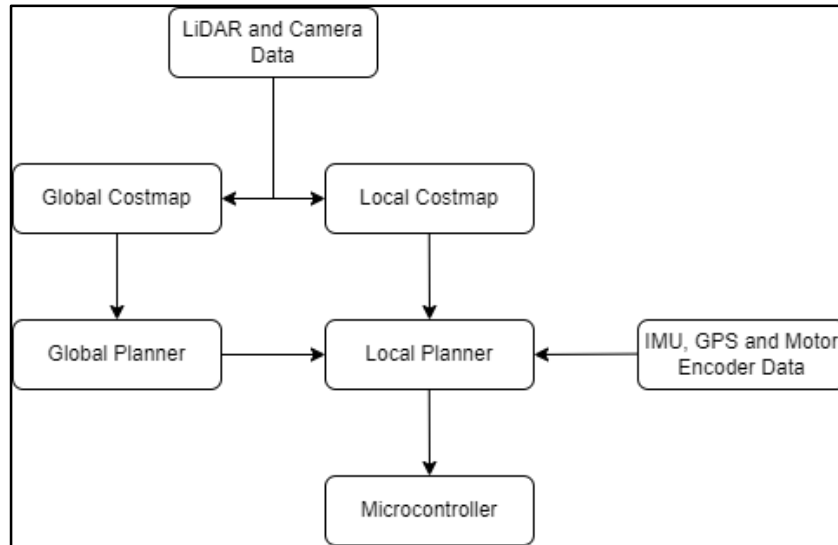 LiDAR and Camera
Data
Global Costmap
Local Costmap
Global Planner
Local Planner
IMU, GPS and Motor
Encoder Data
Microcontroller